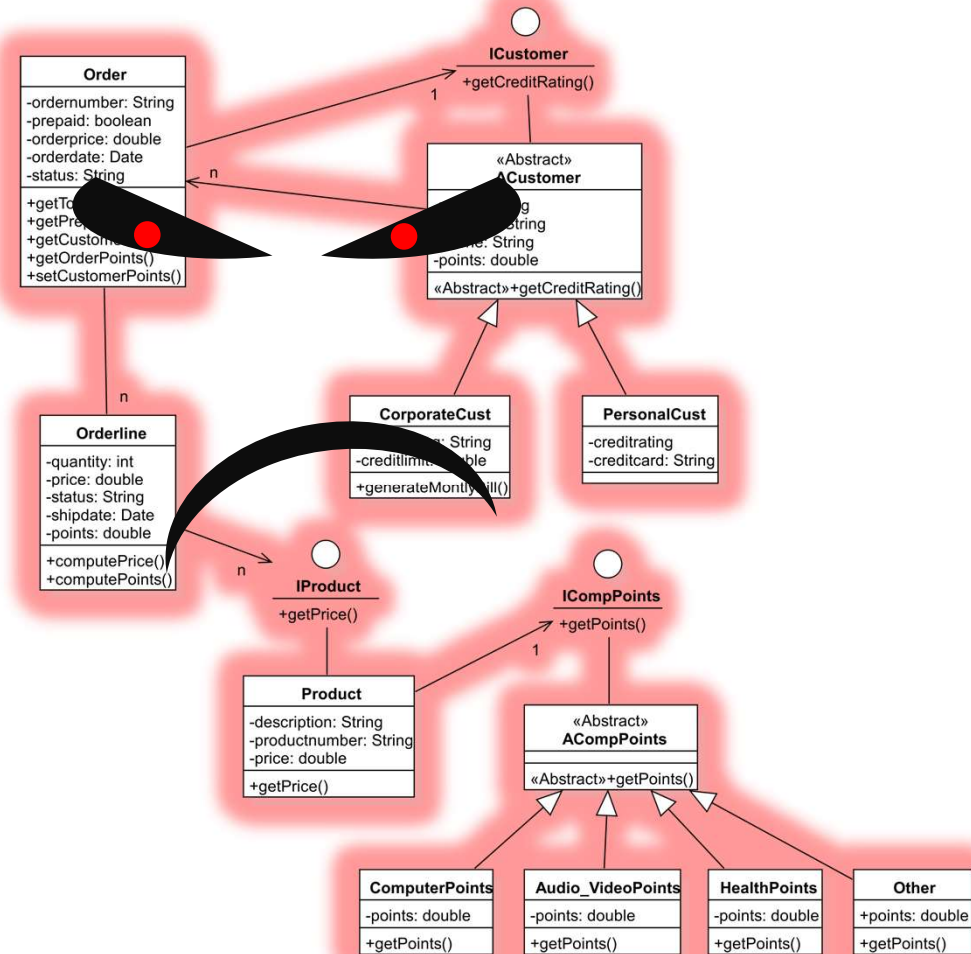 ICustomer
+getCreditRating()
Order
-ordernumber: String
-prepaid: boolean
-orderprice: double
-orderdate: Date
-status: String
+getOrderPoints()
+setCustomerPoints()
1
n
«Abstract»
ACustomer
String
-points: double
«Abstract»+getCreditRating()
n
CorporateCust
: String
-creditlimit:
PersonalCust
-creditrating
-creditcard: String
Orderline
-quantity: int
-price: double
-status: String
-shipdate: Date
-points: double
+computePrice()
+computePoints()
n
IProduct
+getPrice()
ICompPoints
+getPoints()
1
Product
-description: String
-productnumber: String
-price: double
+getPrice()
«Abstract»
ACompPoints
«Abstract»+getPoints()
ComputerPoints
-points: double
+getPoints()
Audio_VideoPoints
-points: double
+getPoints()
HealthPoints
-points: double
+getPoints()
Other
+points: double
+getPoints()